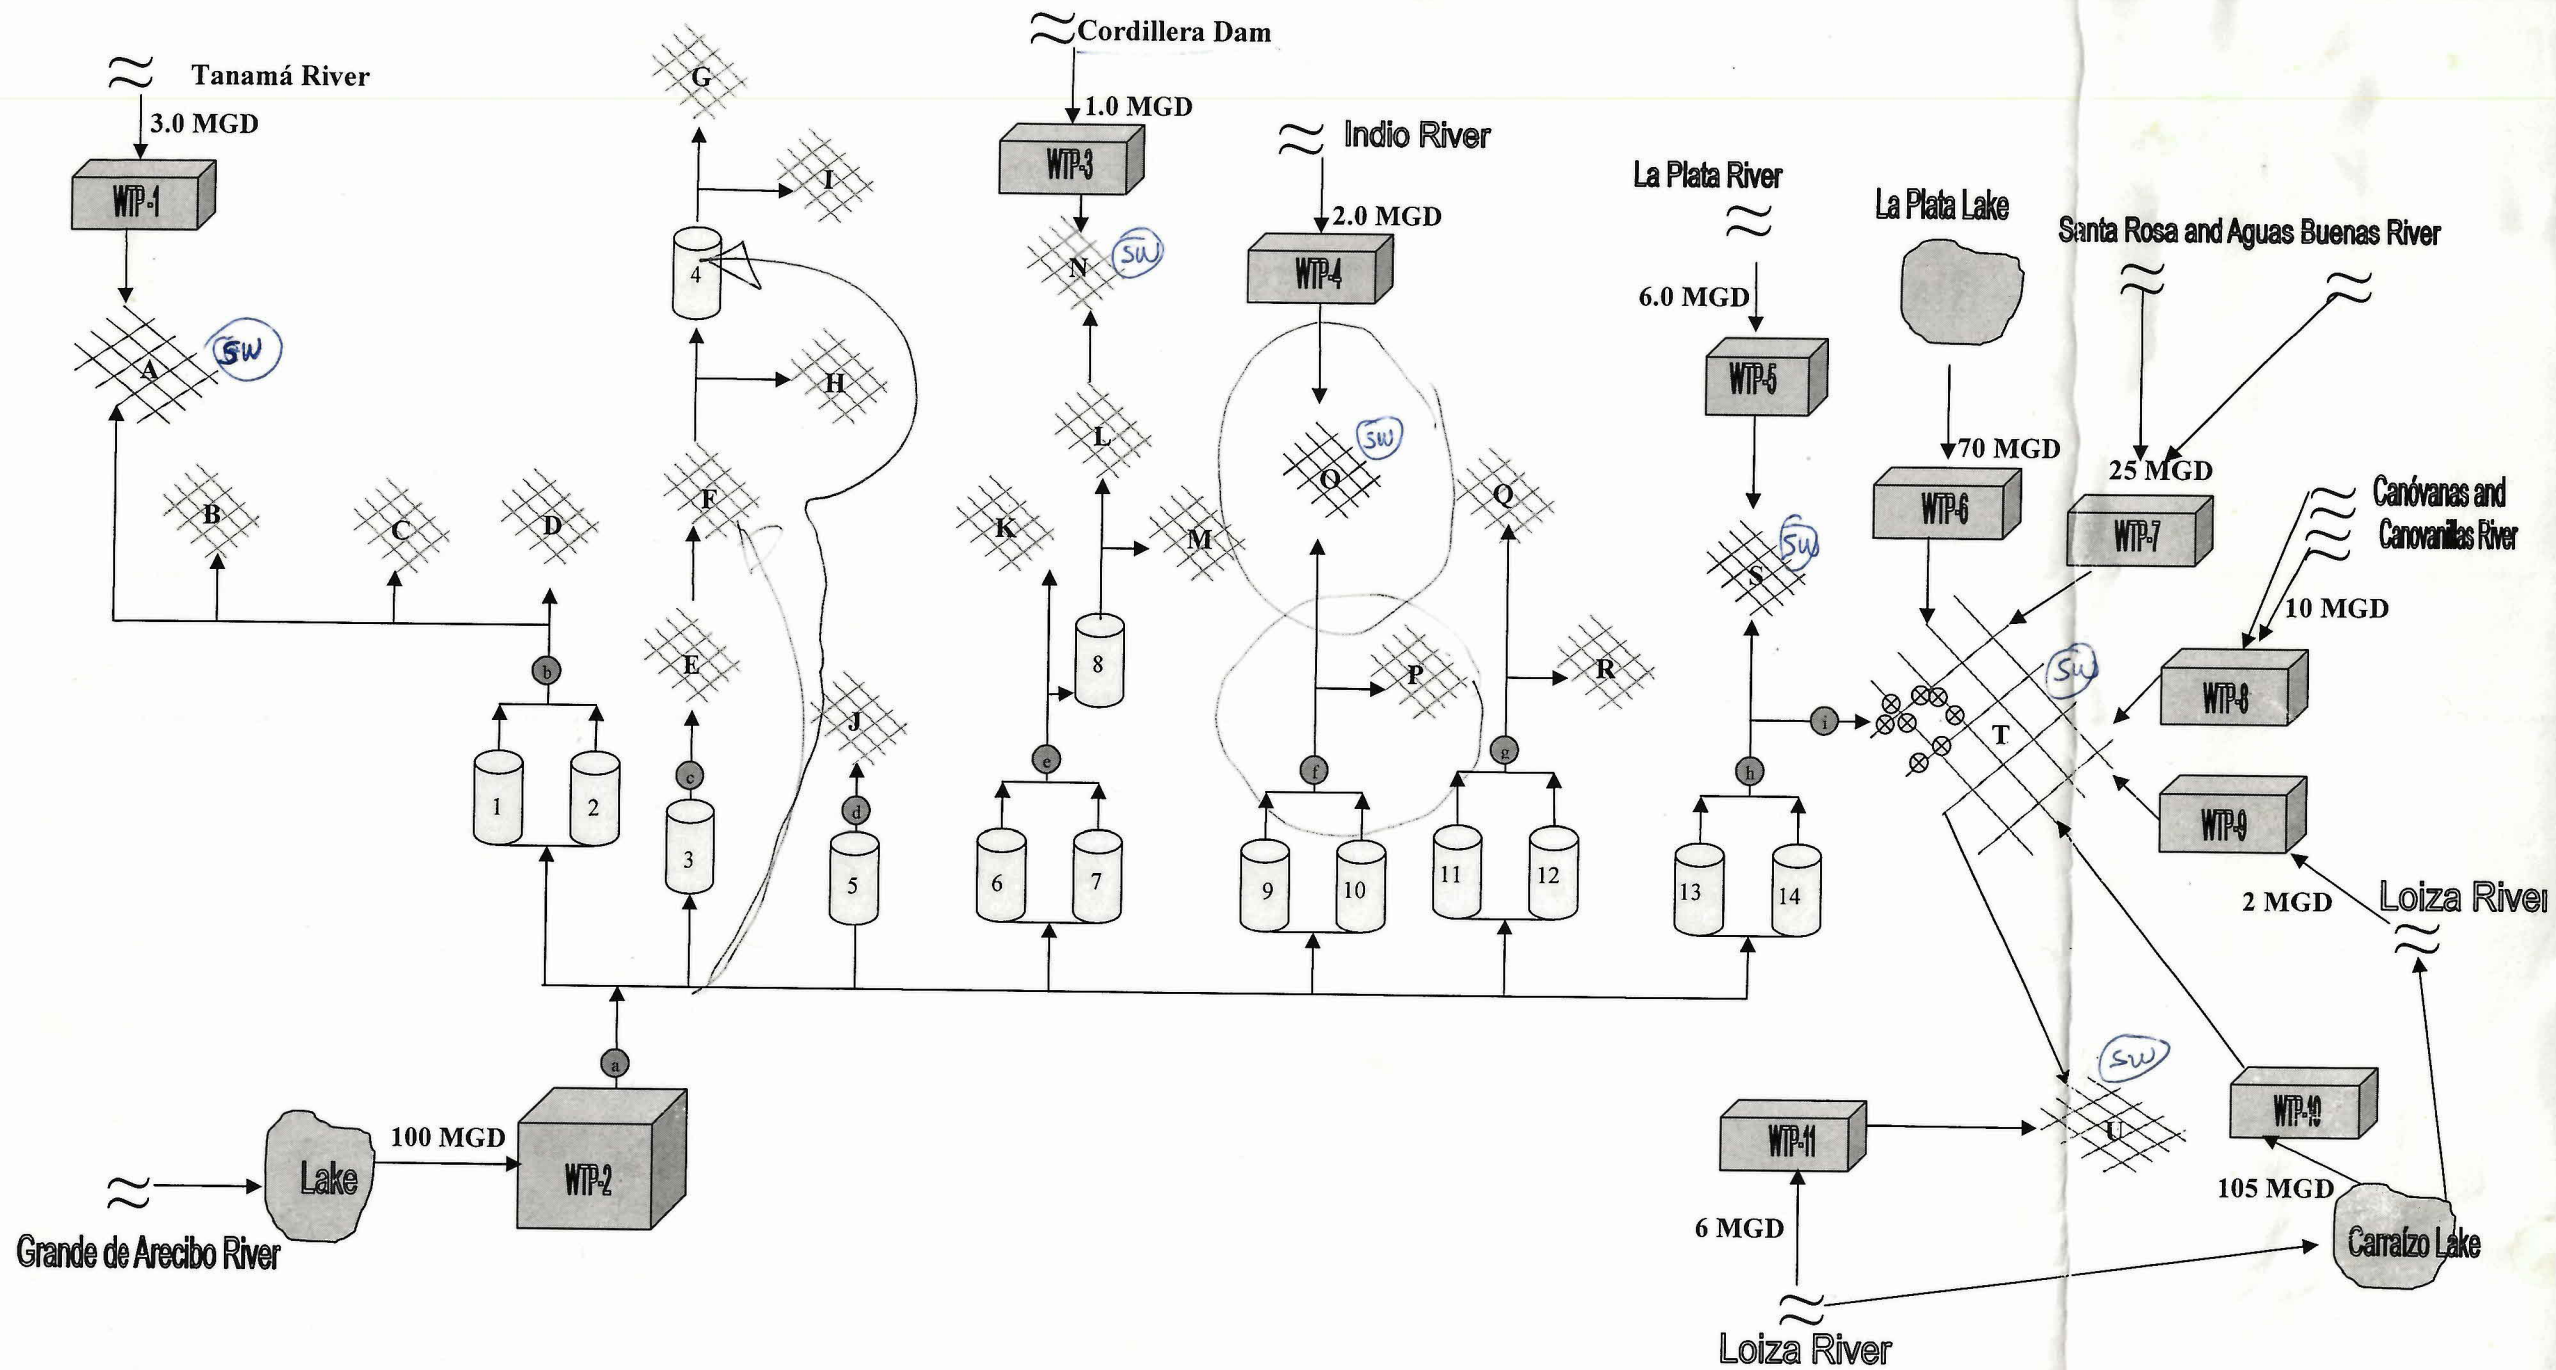 Cordillera Dam
Tanamá River
3.0 MGD
1.0 MGD
WTP-1
G
I
WTP-3
Indio River
2.0 MGD
La Plata River
La Plata Lake
Santa Rosa and Aguas Buenas River
4
N
SW
WTP-4
6.0 MGD
A
SW
H
WTP-5
70 MGD
25 MGD
B
C
D
F
K
L
M
O
SW
Q
S
SW
WTP-6
WTP-7
Canóvanas and
Canovanillas River
10 MGD
b
E
J
8
P
R
i
T
SW
WTP-8
1
2
c
3
d
5
e
6
7
f
9
10
g
11
12
h
13
14
WTP-9
2 MGD
Loiza River
a
100 MGD
Lake
WTP-2
Grande de Arecibo River
SW
WTP-11
U
WTP-10
105 MGD
6 MGD
Carraízo Lake
Loiza River